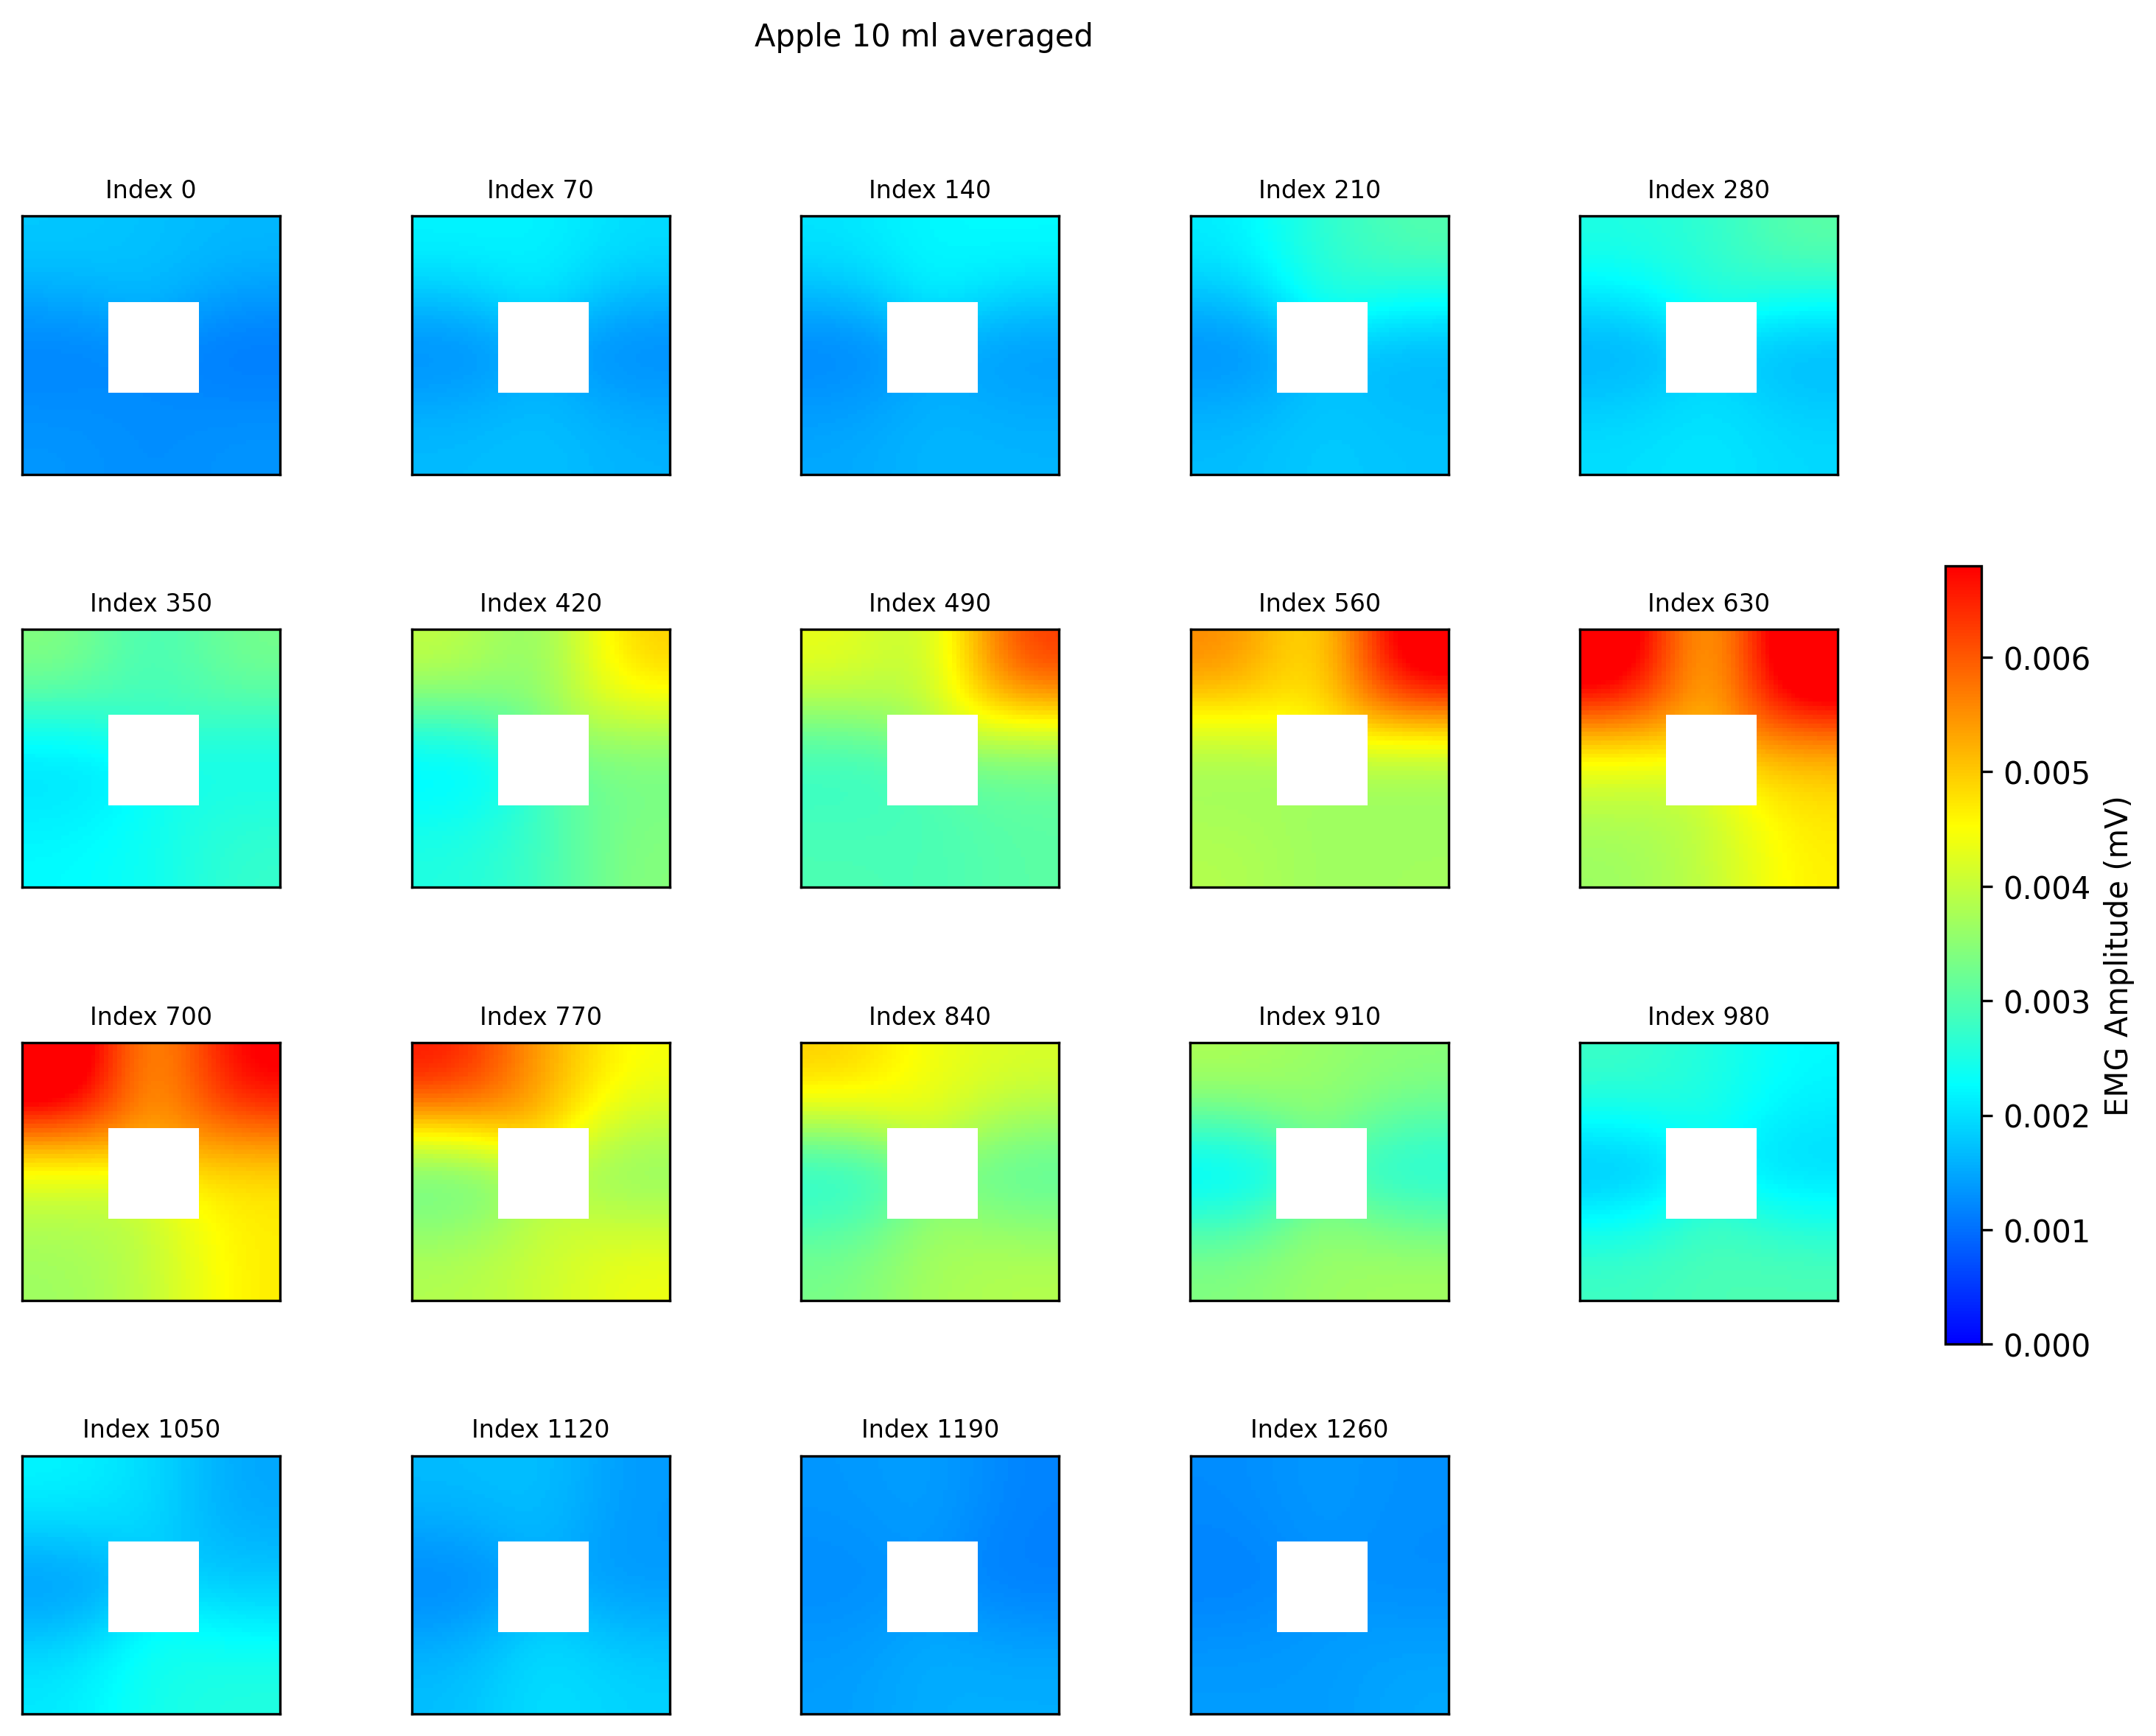 Apple 10 ml averaged
Index 0
Index 70
Index 140
Index 210
Index 280
Index 350
Index 420
Index 490
Index 560
Index 630
Index 700
Index 770
Index 840
Index 910
Index 980
Index 1050
Index 1120
Index 1190
Index 1260
0.006
0.005
0.004
0.003
0.002
0.001
0.000
EMG Amplitude (mV)